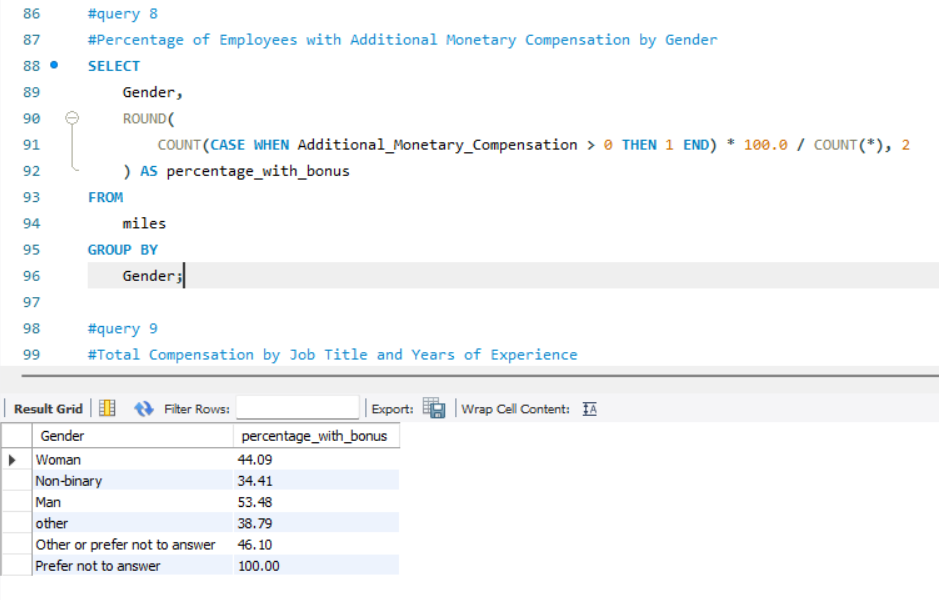 86 #query 8
87 #Percentage of Employees with Additional Monetary Compensation by Gender
88 SELECT
89 Gender,
90 ROUND(
91 COUNT(CASE WHEN Additional_Monetary_Compensation > 0 THEN 1 END) * 100.0 / COUNT(*), 2
92 ) AS percentage_with_bonus
93 FROM
94 miles
95 GROUP BY
96 Gender;
97
98 #query 9
99 #Total Compensation by Job Title and Years of Experience
Result Grid Filter Rows: Export: Wrap Cell Content: IA
Gender percentage_with_bonus
Woman 44.09
Non-binary 34.41
Man 53.48
other 38.79
Other or prefer not to answer 46.10
Prefer not to answer 100.00